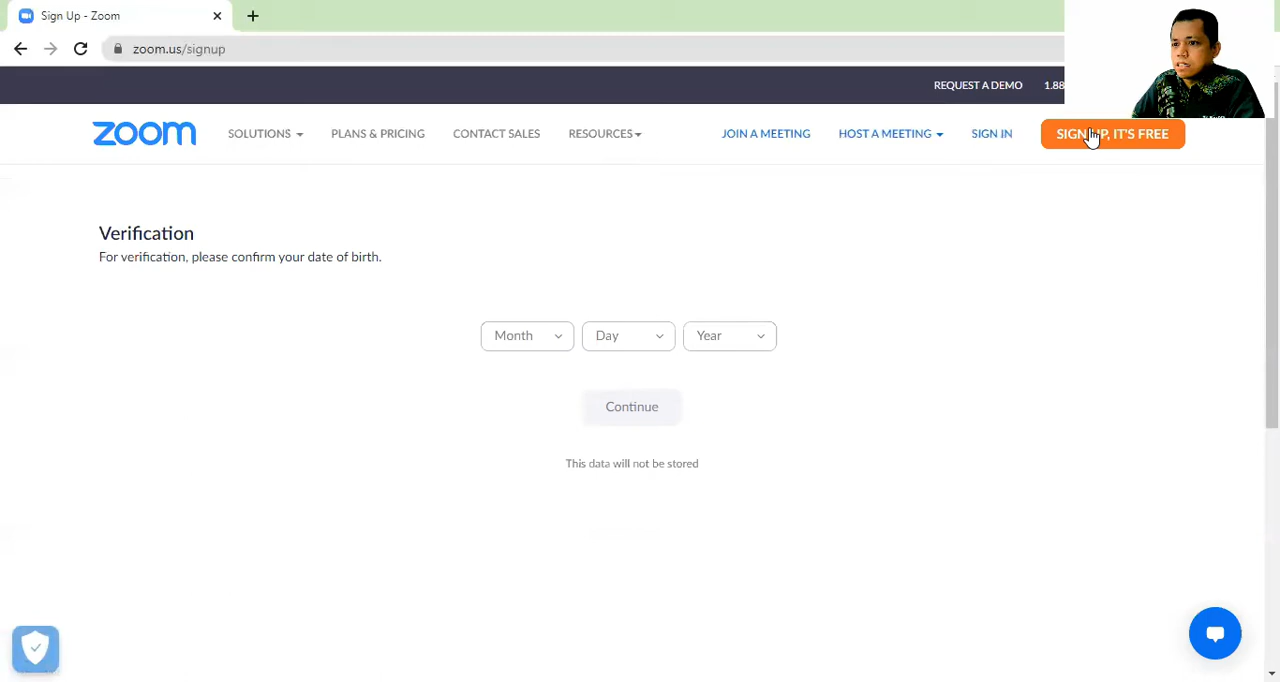 Sign Up - Zoom
zoom.us/signup
REQUEST A DEMO 1.88
zoom SOLUTIONS PLANS & PRICING CONTACT SALES RESOURCES JOIN A MEETING HOST A MEETING SIGN IN SIGN UP, IT'S FREE
Verification
For verification, please confirm your date of birth.
Month Day Year
Continue
This data will not be stored